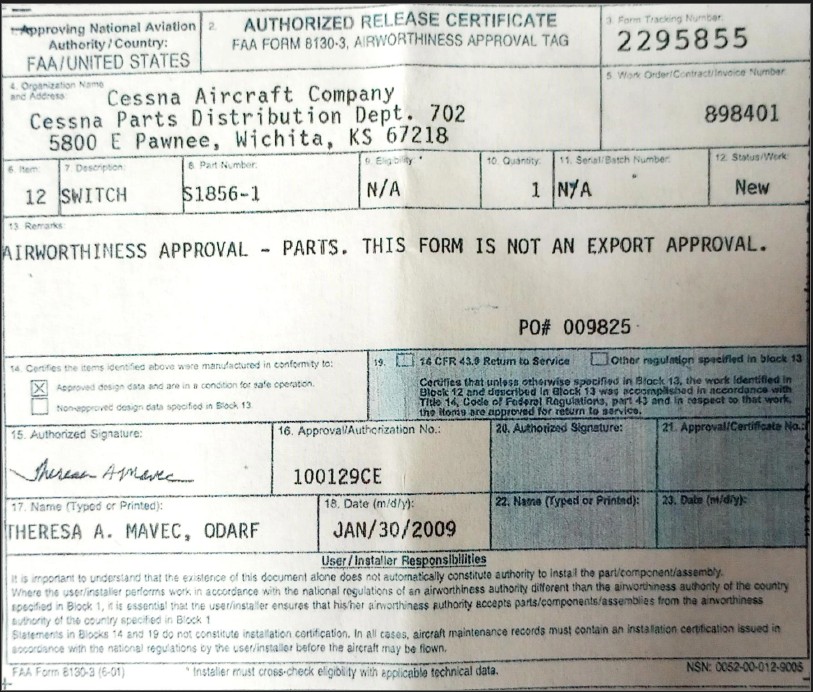 1. Approving National Aviation
Authority/Country:
FAA/UNITED STATES
2.
AUTHORIZED RELEASE CERTIFICATE
FAA FORM 8130-3, AIRWORTHINESS APPROVAL TAG
3. Form Tracking Number:
2295855
4. Organization Name
and Address:
Cessna Aircraft Company
Cessna Parts Distribution Dept. 702
5800 E Pawnee, Wichita, KS 67218
5. Work Order/Contract/Invoice Number:
898401
6. Item:
12
7. Description:
SWITCH
8. Part Number:
S1856-1
9. Eligibility: *
N/A
10. Quantity:
1
11. Serial/Batch Number:
N/A
12. Status/Work:
New
13. Remarks:
AIRWORTHINESS APPROVAL - PARTS. THIS FORM IS NOT AN EXPORT APPROVAL.
PO# 009825
14. Certifies the items identified above were manufactured in conformity to:
Approved design data and are in a condition for safe operation.
Non-approved design data specified in Block 13.
19. 14 CFR 43.9 Return to Service Other regulation specified in block 13
Certifies that unless otherwise specified in Block 13, the work identified in
Block 12 and described in Block 13 was accomplished in accordance with
Title 14, Code of Federal Regulations, part 43 and in respect to that work,
the items are approved for return to service.
15. Authorized Signature:
Theresa A Mavec
16. Approval/Authorization No.:
100129CE
20. Authorized Signature:
21. Approval/Certificate No.:
17. Name (Typed or Printed):
THERESA A. MAVEC, ODARF
18. Date (m/d/y):
JAN/30/2009
22. Name (Typed or Printed):
23. Date (m/d/y):
User/Installer Responsibilities
It is important to understand that the existence of this document alone does not automatically constitute authority to install the part/component/assembly.
Where the user/installer performs work in accordance with the national regulations of an airworthiness authority different than the airworthiness authority of the country
specified in Block 1, it is essential that the user/installer ensures that his/her airworthiness authority accepts parts/components/assemblies from the airworthiness
authority of the country specified in Block 1
Statements in Blocks 14 and 19 do not constitute installation certification. In all cases, aircraft maintenance records must contain an installation certification issued in
accordance with the national regulations by the user/installer before the aircraft may be flown.
FAA Form 8130-3 (6-01)
* Installer must cross-check eligibility with applicable technical data.
NSN: 0052-00-012-9005